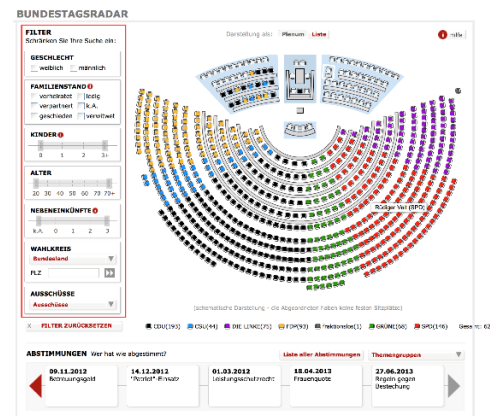 BUNDESTAGSRADAR
FILTER
Schränken Sie Ihre Suche ein:
Darstellung als: Plenum Liste
Hilfe
GESCHLECHT
weiblich männlich
FAMILIENSTAND
verheiratet ledig
verpartnert k.A.
geschieden verwitwet
KINDER
0 1 2 3+
ALTER
20 30 40 50 60 70 70+
NEBENEINKÜNFTE
k.A. 0 1 2 3
Rüdiger Veit (SPD)
WAHLKREIS
Bundesland
PLZ
AUSSCHÜSSE
Ausschüsse
(schematische Darstellung - die Abgeordneten haben keine festen Sitzplätze)
X FILTER ZURÜCKSETZEN
CDU(193) CSU(44) DIE LINKE(75) FDP(93) fraktionslos(1) GRÜNE(68) SPD(146) Gesamt: 62
ABSTIMMUNGEN Wer hat wie abgestimmt?
Liste aller Abstimmungen
Themengruppen
09.11.2012
Betreuungsgeld
14.12.2012
"Patriot"-Einsatz
01.03.2012
Leistungsschutzrecht
18.04.2013
Frauenquote
27.06.2013
Regeln gegen
Bestechung